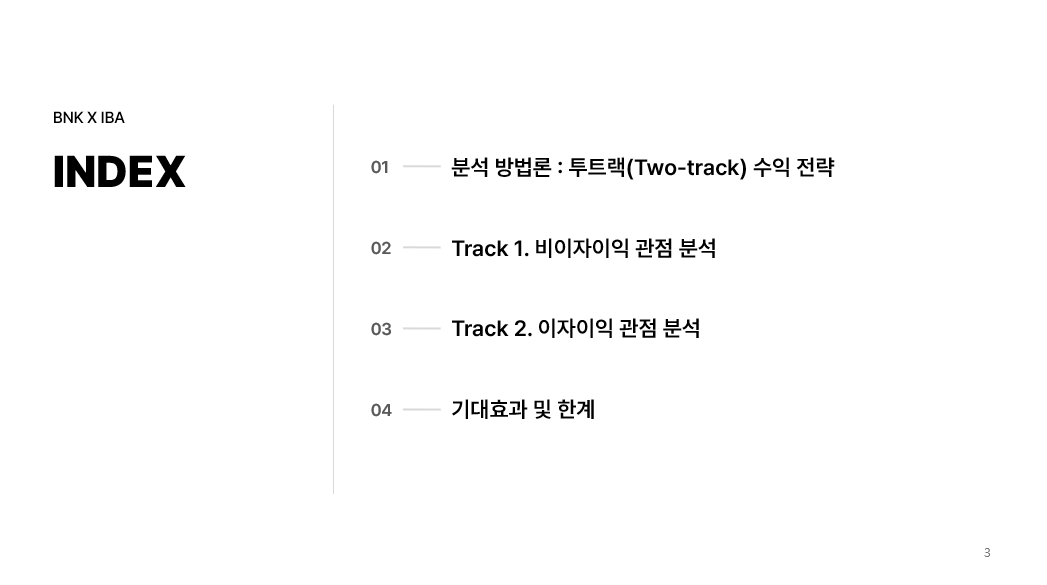 BNK X IBA
INDEX
01 분석 방법론 : 투트랙(Two-track) 수익 전략
02 Track 1. 비이자이익 관점 분석
03 Track 2. 이자이익 관점 분석
04 기대효과 및 한계
3